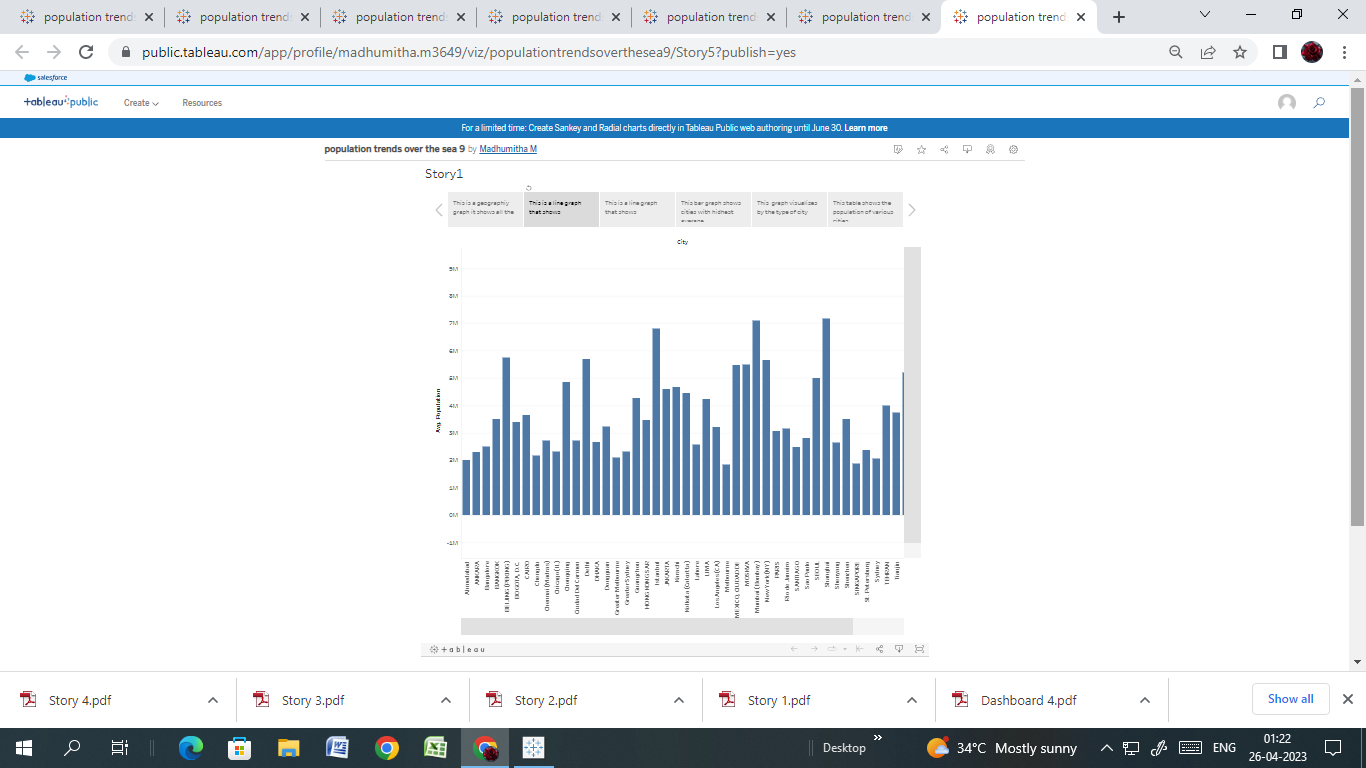 population trend
population trend
population trend
population trend
population trend
population trend
population trend
public.tableau.com/app/profile/madhumitha.m3649/viz/populationtrendsoverthesea9/Story5?publish=yes
salesforce
+ableau public
Create
Resources
For a limited time: Create Sankey and Radial charts directly in Tableau Public web authoring until June 30. Learn more
population trends over the sea 9 by Madhumitha M
Story1
This is a geography
graph it shows all the
This is a line graph
that shows
This is a line graph
that shows
This bar graph shows
cities with highest
average
This graph visualizes
by the type of city
This table shows the
population of various
cities
City
Avg. Population
9M
8M
7M
6M
5M
4M
3M
2M
1M
0M
-1M
Ahmadabad
ANKARA
Bangalore
BANGKOK
BEIJING (PEKING)
BOGOTA, D.C.
CAIRO
Chengdu
Chennai (Madras)
Chicago (IL)
Chongqing
Ciudad Del Carmen
Delhi
DHAKA
Dongguan
Greater Melbourne
Greater Sydney
Guangzhou
HONG KONG SAR
Istanbul
JAKARTA
Karachi
Kolkata (Calcutta)
Lahore
LIMA
Los Angeles (CA)
Melbourne
MEXICO, CIUDAD DE
MOSKVA
Mumbai (Bombay)
New York (NY)
PARIS
Rio de Janeiro
SANTIAGO
Sao Paulo
SEOUL
Shanghai
Shenyang
Shenzhen
SINGAPORE
St. Petersburg
Sydney
TEHRAN
Tianjin
+ableau
Story 4.pdf
Story 3.pdf
Story 2.pdf
Story 1.pdf
Dashboard 4.pdf
Show all
Desktop
34°C Mostly sunny
ENG
01:22
26-04-2023